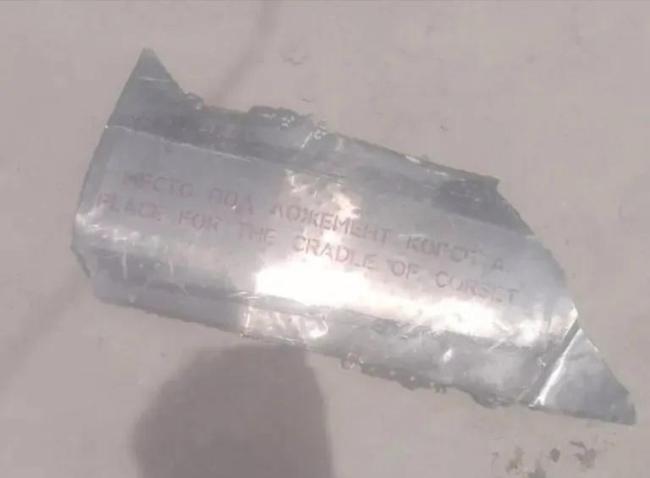 МЕСТО ПОД ЛОЖЕМЕНТ КОРСЕТА
PLACE FOR THE CRADLE OF CORSET